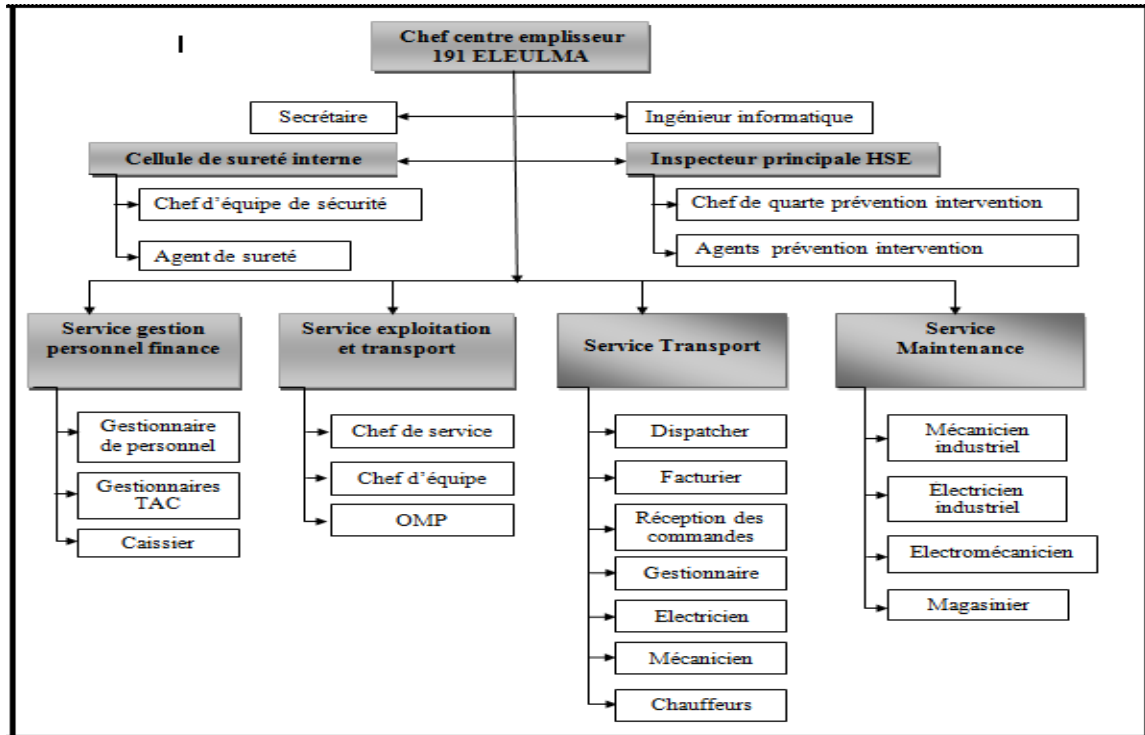 I
Chef centre emplisseur
191 ELEULMA
Secrétaire
Ingénieur informatique
Cellule de sureté interne
Inspecteur principale HSE
Chef d'équipe de sécurité
Chef de quarte prévention intervention
Agent de sureté
Agents prévention intervention
Service gestion
personnel finance
Gestionnaire
de personnel
Gestionnaires
TAC
Caissier
Service exploitation
et transport
Chef de service
Chef d'équipe
OMP
Service Transport
Dispatcher
Facturier
Réception des
commandes
Gestionnaire
Electricien
Mécanicien
Chauffeurs
Service
Maintenance
Mécanicien
industriel
Électricien
industriel
Electromécanicien
Magasinier